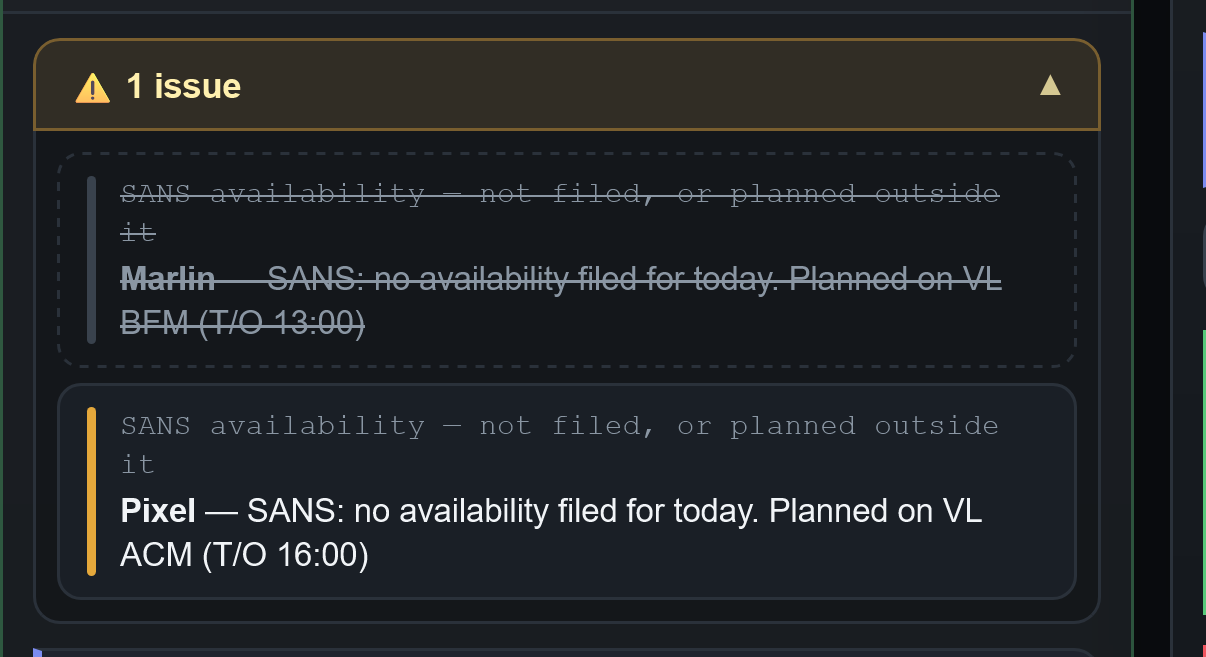 ⚠️ 1 issue ▲
SANS availability — not filed, or planned outside
it
Marlin — SANS: no availability filed for today. Planned on VL
BFM (T/O 13:00)
SANS availability — not filed, or planned outside
it
Pixel — SANS: no availability filed for today. Planned on VL
ACM (T/O 16:00)